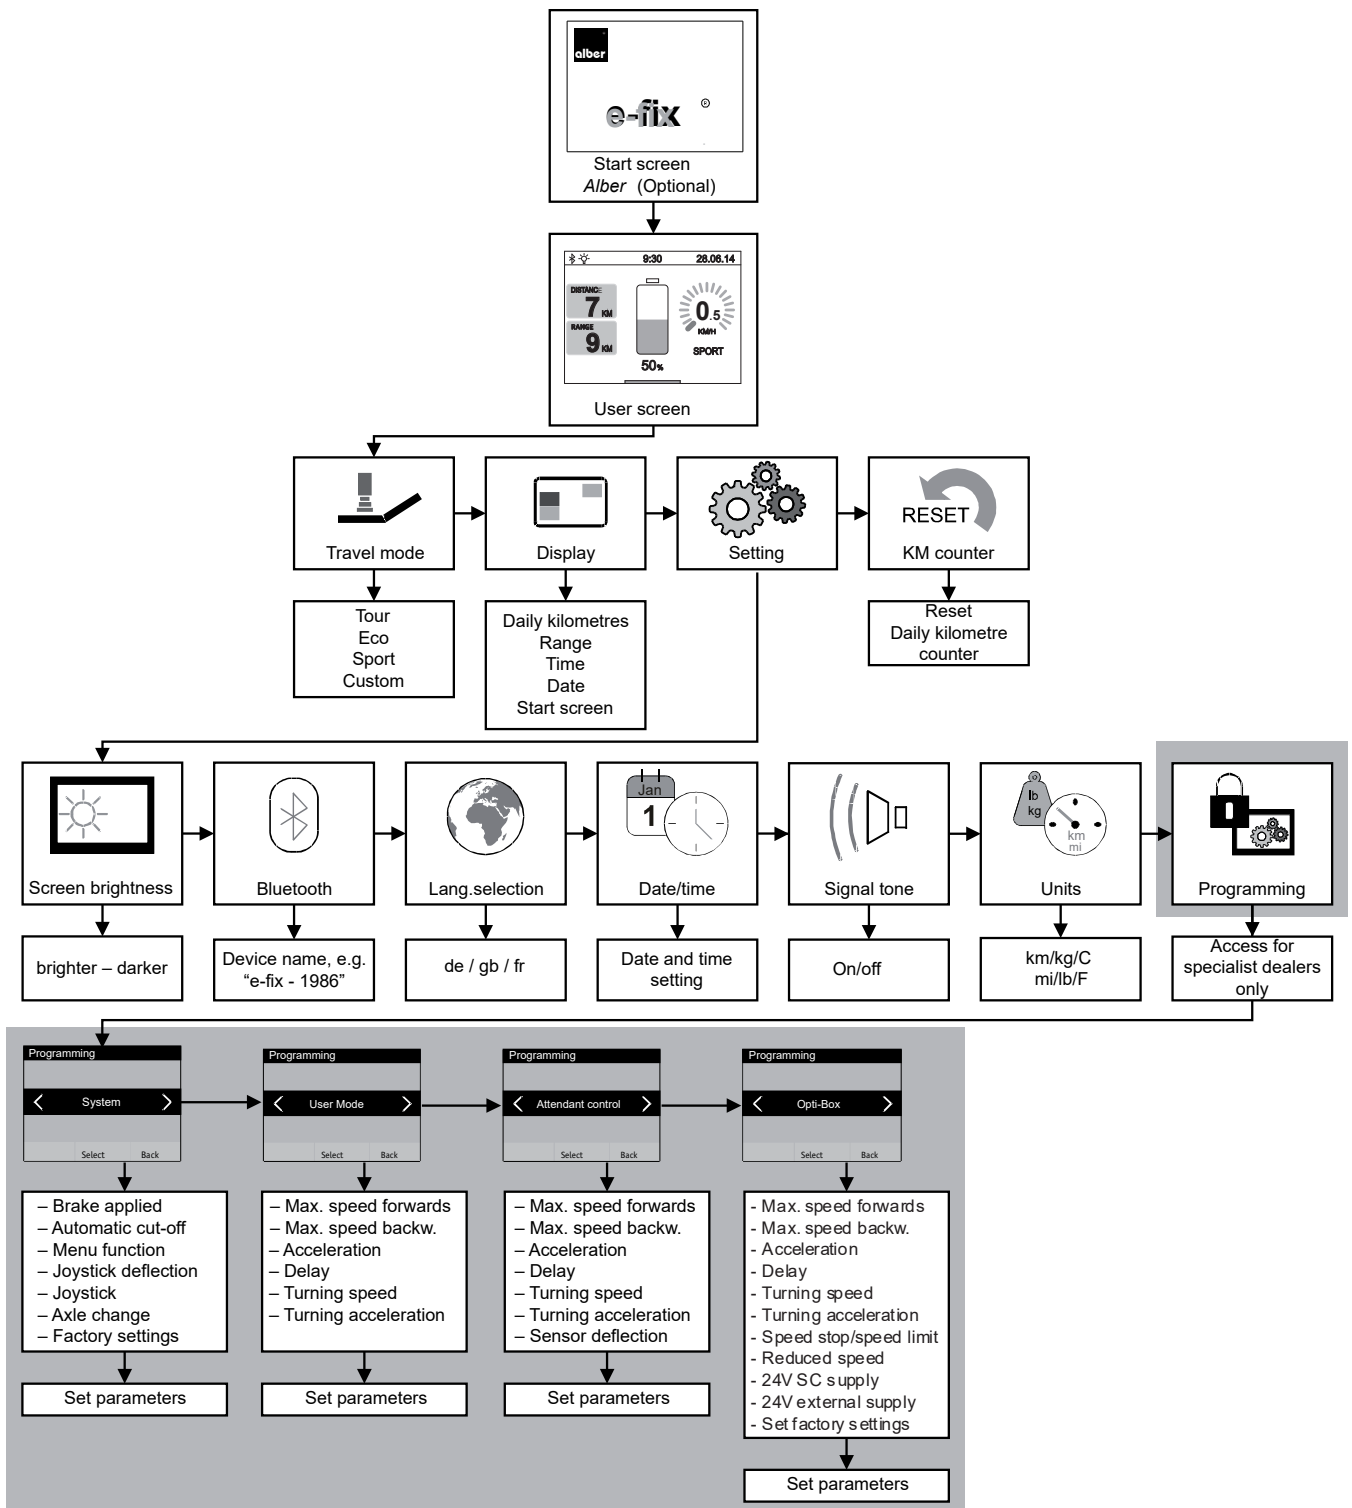 alber
e-fix ®
Start screen
Alber (Optional)
9:30 28.06.14
DISTANCE
7 KM
RANGE
9 KM
50%
0.5
KM/H
SPORT
User screen
Travel mode
Display
Setting
RESET
KM counter
Tour
Eco
Sport
Custom
Daily kilometres
Range
Time
Date
Start screen
Reset
Daily kilometre
counter
Screen brightness
Bluetooth
Lang.selection
Jan
1
Date/time
Signal tone
lb
kg
km
mi
Units
Programming
brighter – darker
Device name, e.g.
“e-fix - 1986”
de / gb / fr
Date and time
setting
On/off
km/kg/C
mi/lb/F
Access for
specialist dealers
only
Programming
System
Select Back
Programming
User Mode
Select Back
Programming
Attendant control
Select Back
Programming
Opti-Box
Select Back
– Brake applied
– Automatic cut-off
– Menu function
– Joystick deflection
– Joystick
– Axle change
– Factory settings
Set parameters
– Max. speed forwards
– Max. speed backw.
– Acceleration
– Delay
– Turning speed
– Turning acceleration
Set parameters
– Max. speed forwards
– Max. speed backw.
– Acceleration
– Delay
– Turning speed
– Turning acceleration
– Sensor deflection
Set parameters
- Max. speed forwards
- Max. speed backw.
- Acceleration
- Delay
- Turning speed
- Turning acceleration
- Speed stop/speed limit
- Reduced speed
- 24V SC supply
- 24V external supply
- Set factory settings
Set parameters